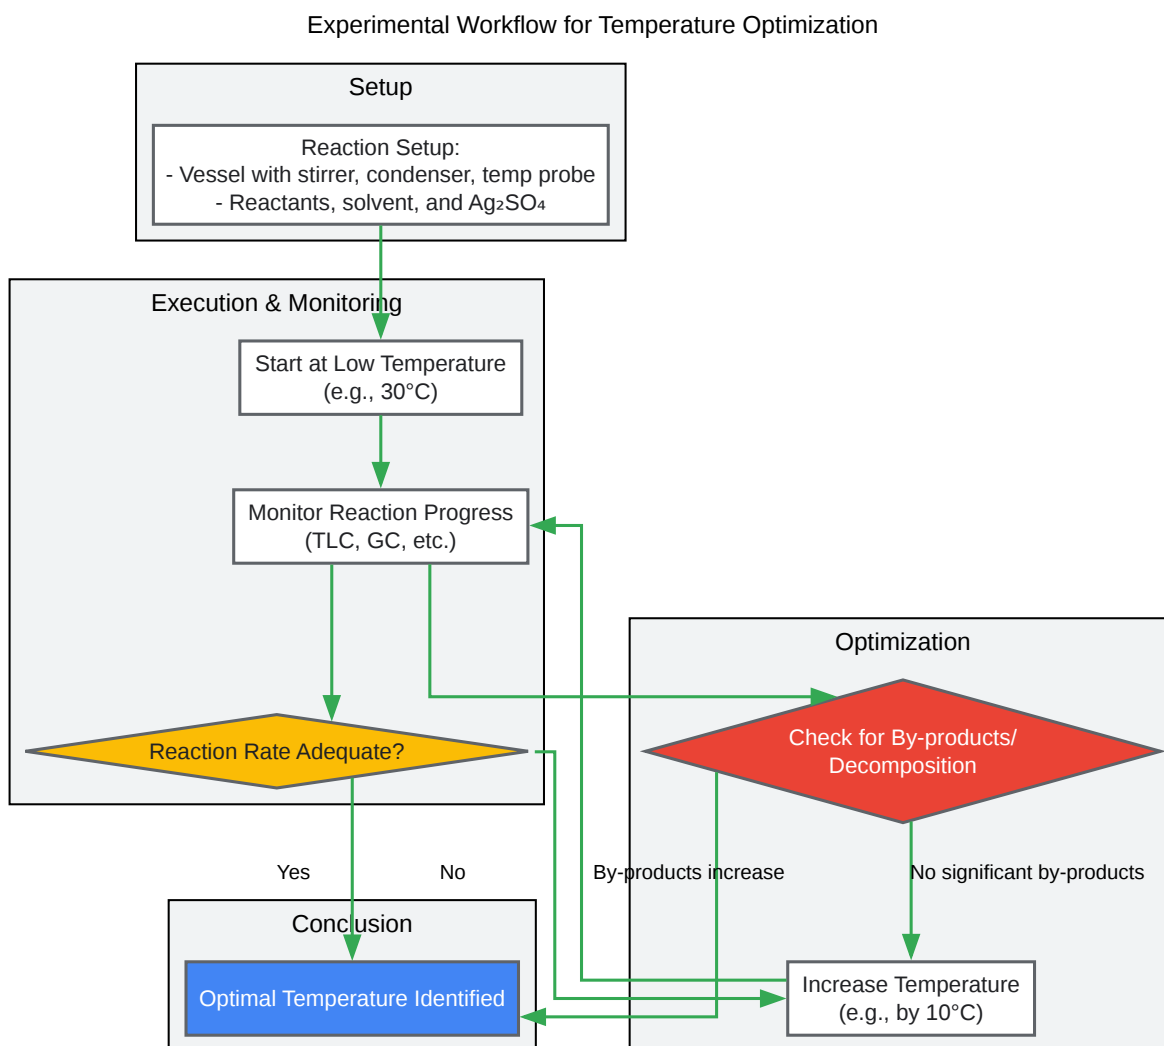 Experimental Workflow for Temperature Optimization
Setup
Reaction Setup:
- Vessel with stirrer, condenser, temp probe
- Reactants, solvent, and Ag₂SO₄
Execution & Monitoring
Start at Low Temperature
(e.g., 30°C)
Monitor Reaction Progress
(TLC, GC, etc.)
Optimization
Reaction Rate Adequate?
Check for By-products/
Decomposition
Yes
No
By-products increase
No significant by-products
Conclusion
Optimal Temperature Identified
Increase Temperature
(e.g., by 10°C)